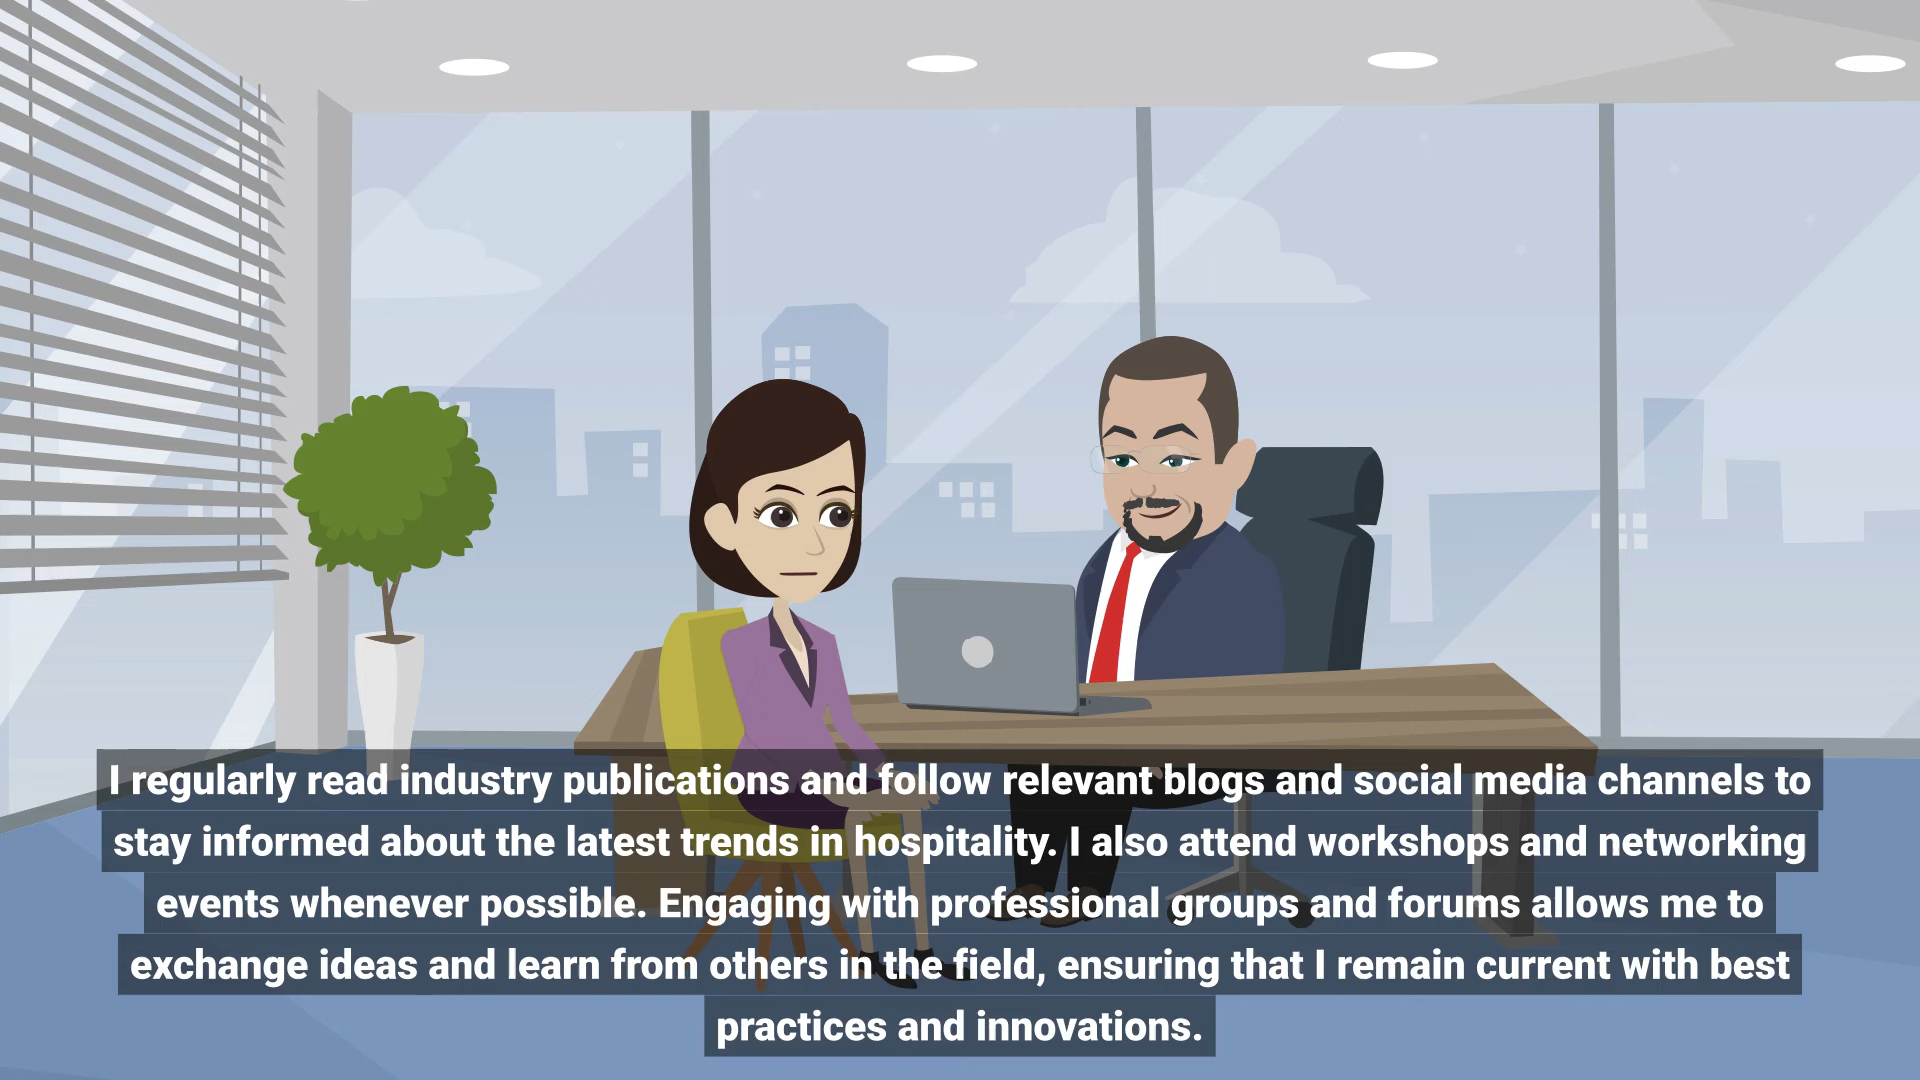 I regularly read industry publications and follow relevant blogs and social media channels to
stay informed about the latest trends in hospitality. I also attend workshops and networking
events whenever possible. Engaging with professional groups and forums allows me to
exchange ideas and learn from others in the field, ensuring that I remain current with best
practices and innovations.